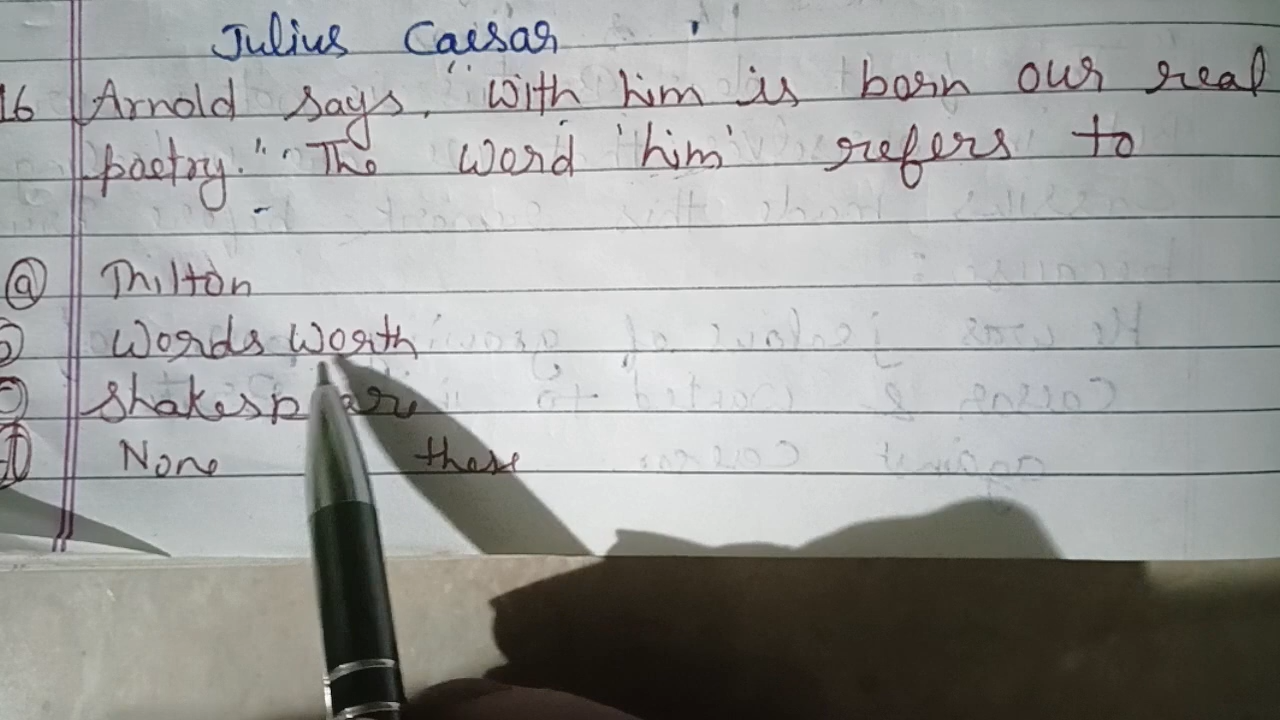 Julius Caesar
16 Arnold says, "With him is born our real
poetry." The word 'him' refers to
(a) Milton
Words Worth
Shakesp
None these